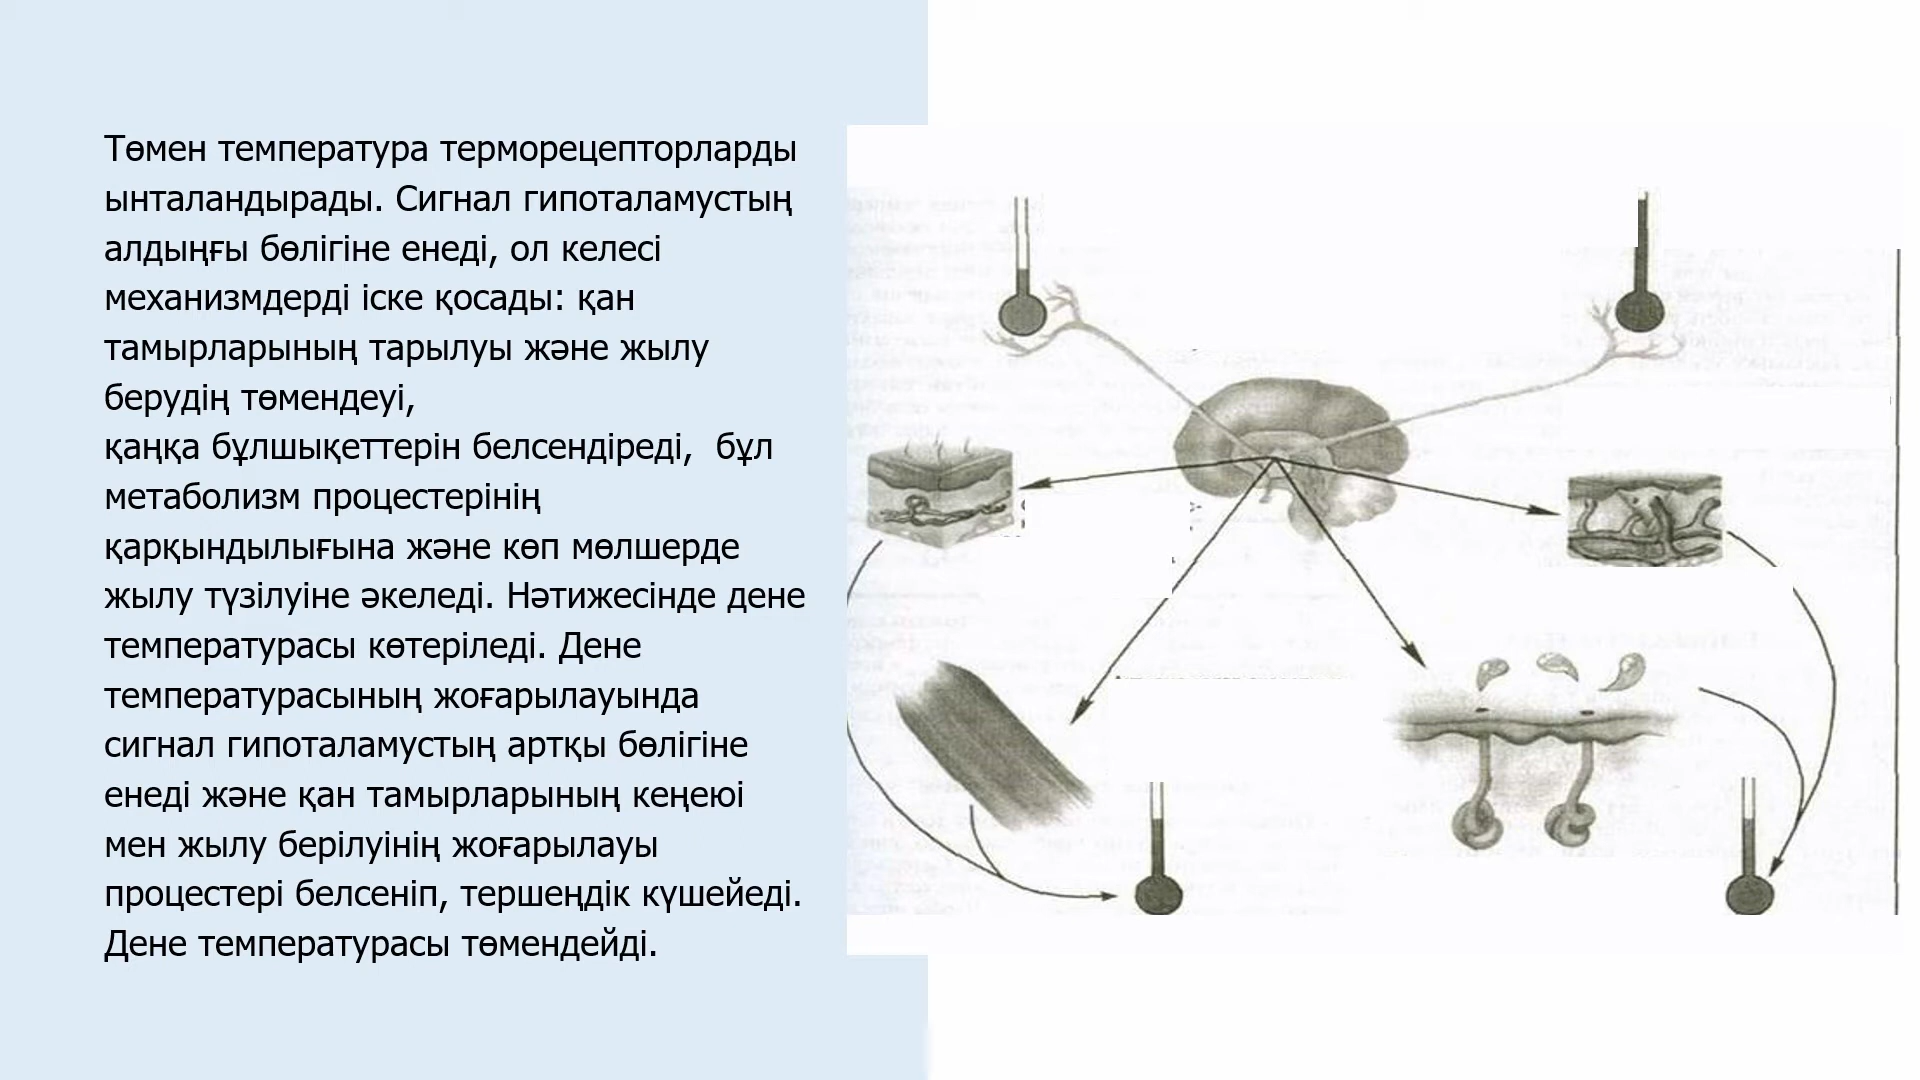 Төмен температура терморецепторларды
ынталандырады. Сигнал гипоталамустың
алдыңғы бөлігіне енеді, ол келесі
механизмдерді іске қосады: қан
тамырларының тарылуы және жылу
берудің төмендеуі,
қаңқа бұлшықеттерін белсендіреді,  бұл
метаболизм процестерінің
қарқындылығына және көп мөлшерде
жылу түзілуіне әкеледі. Нәтижесінде дене
температурасы көтеріледі. Дене
температурасының жоғарылауында
сигнал гипоталамустың артқы бөлігіне
енеді және қан тамырларының кеңеюі
мен жылу берілуінің жоғарылауы
процестері белсеніп, тершеңдік күшейеді.
Дене температурасы төмендейді.